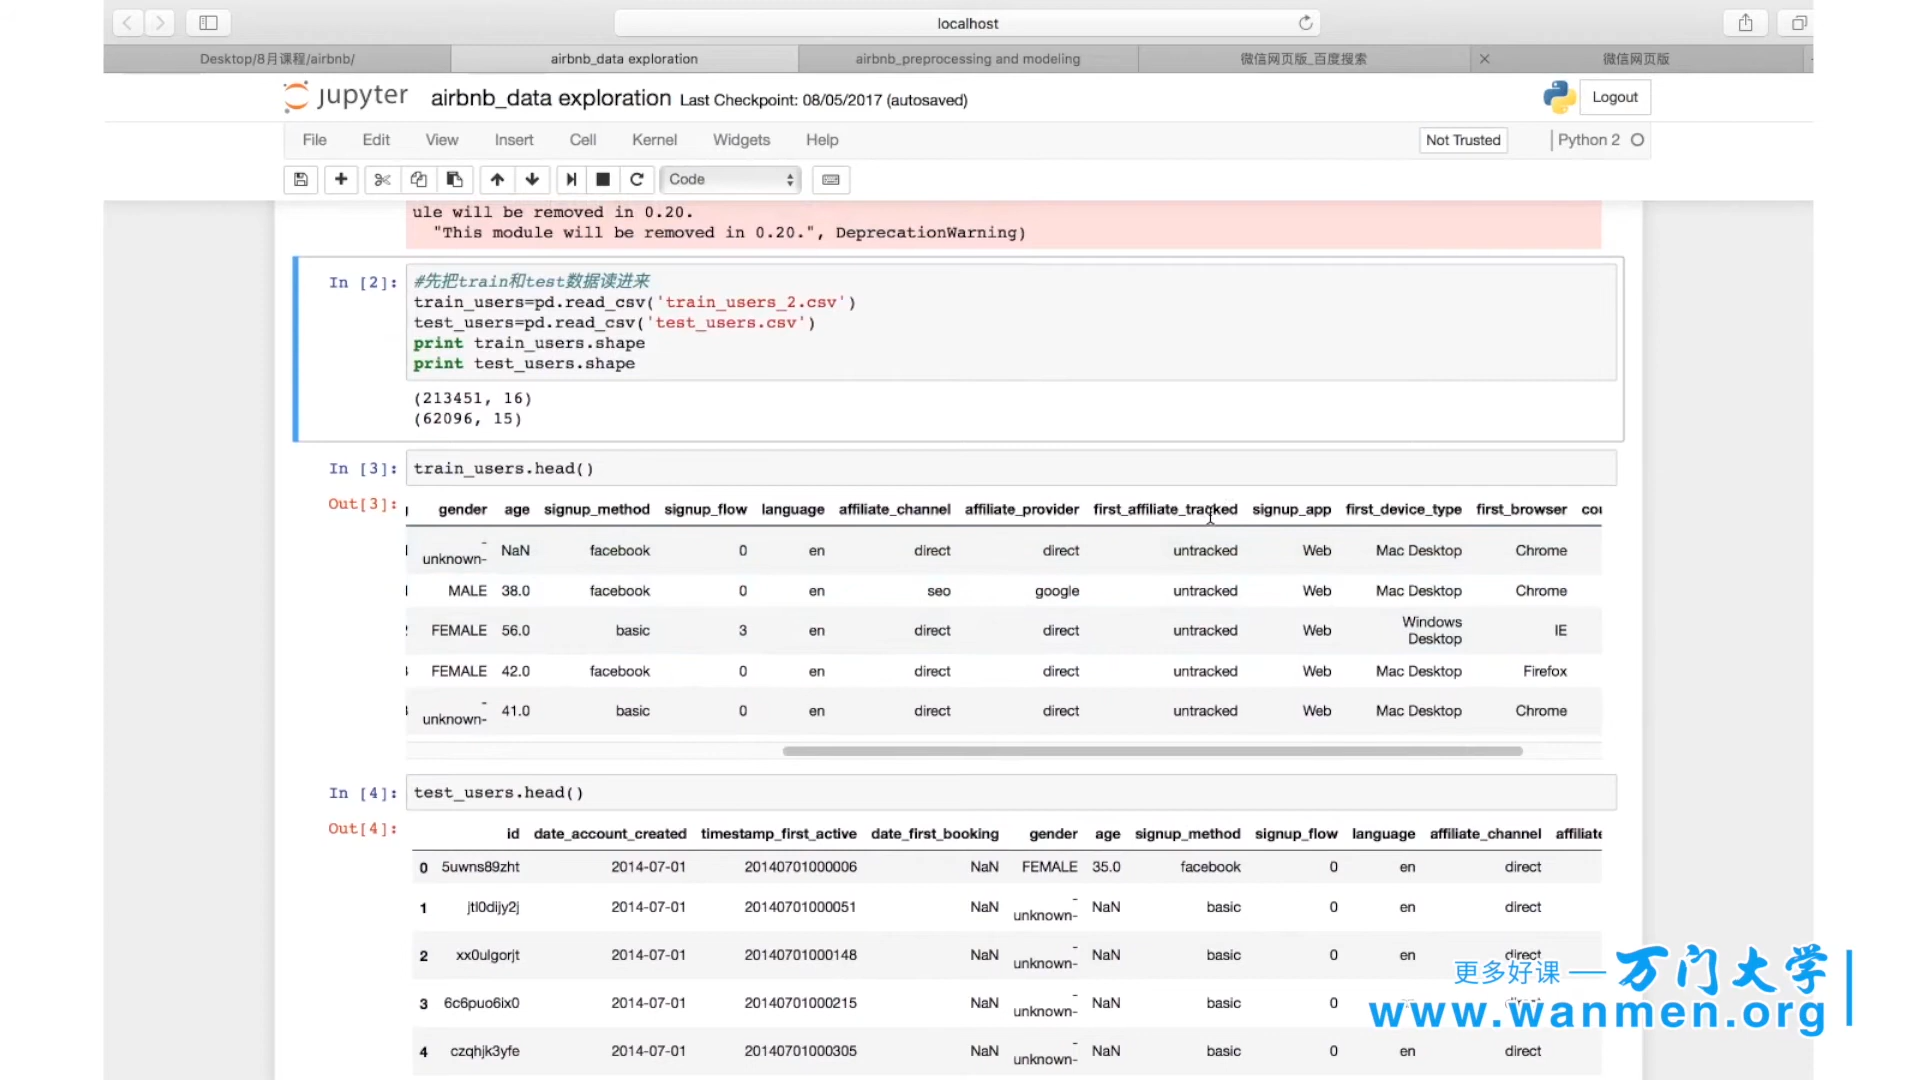 localhost
Desktop/8月课程/airbnb/ airbnb_data exploration airbnb_preprocessing and modeling 微信网页版_百度搜索 微信网页版
jupyter airbnb_data exploration Last Checkpoint: 08/05/2017 (autosaved) Logout
File Edit View Insert Cell Kernel Widgets Help Not Trusted Python 2
Code
ule will be removed in 0.20.
"This module will be removed in 0.20.", DeprecationWarning)
In [2]: #先把train和test数据读进来
train_users=pd.read_csv('train_users_2.csv')
test_users=pd.read_csv('test_users.csv')
print train_users.shape
print test_users.shape
(213451, 16)
(62096, 15)
In [3]: train_users.head()
Out[3]: gender age signup_method signup_flow language affiliate_channel affiliate_provider first_affiliate_tracked signup_app first_device_type first_browser cou
-unknown- NaN facebook 0 en direct direct untracked Web Mac Desktop Chrome
MALE 38.0 facebook 0 en seo google untracked Web Mac Desktop Chrome
FEMALE 56.0 basic 3 en direct direct untracked Web Windows Desktop IE
FEMALE 42.0 facebook 0 en direct direct untracked Web Mac Desktop Firefox
-unknown- 41.0 basic 0 en direct direct untracked Web Mac Desktop Chrome
In [4]: test_users.head()
Out[4]: id date_account_created timestamp_first_active date_first_booking gender age signup_method signup_flow language affiliate_channel affiliate
0 5uwns89zht 2014-07-01 20140701000006 NaN FEMALE 35.0 facebook 0 en direct
1 jtl0dijy2j 2014-07-01 20140701000051 NaN -unknown- NaN basic 0 en direct
2 xx0ulgorjt 2014-07-01 20140701000148 NaN -unknown- NaN basic 0 en direct
3 6c6puo6ix0 2014-07-01 20140701000215 NaN -unknown- NaN basic 0
4 czqhjk3yfe 2014-07-01 20140701000305 NaN -unknown- NaN basic 0 en direct
更多好课 — 万门大学
www.wanmen.org